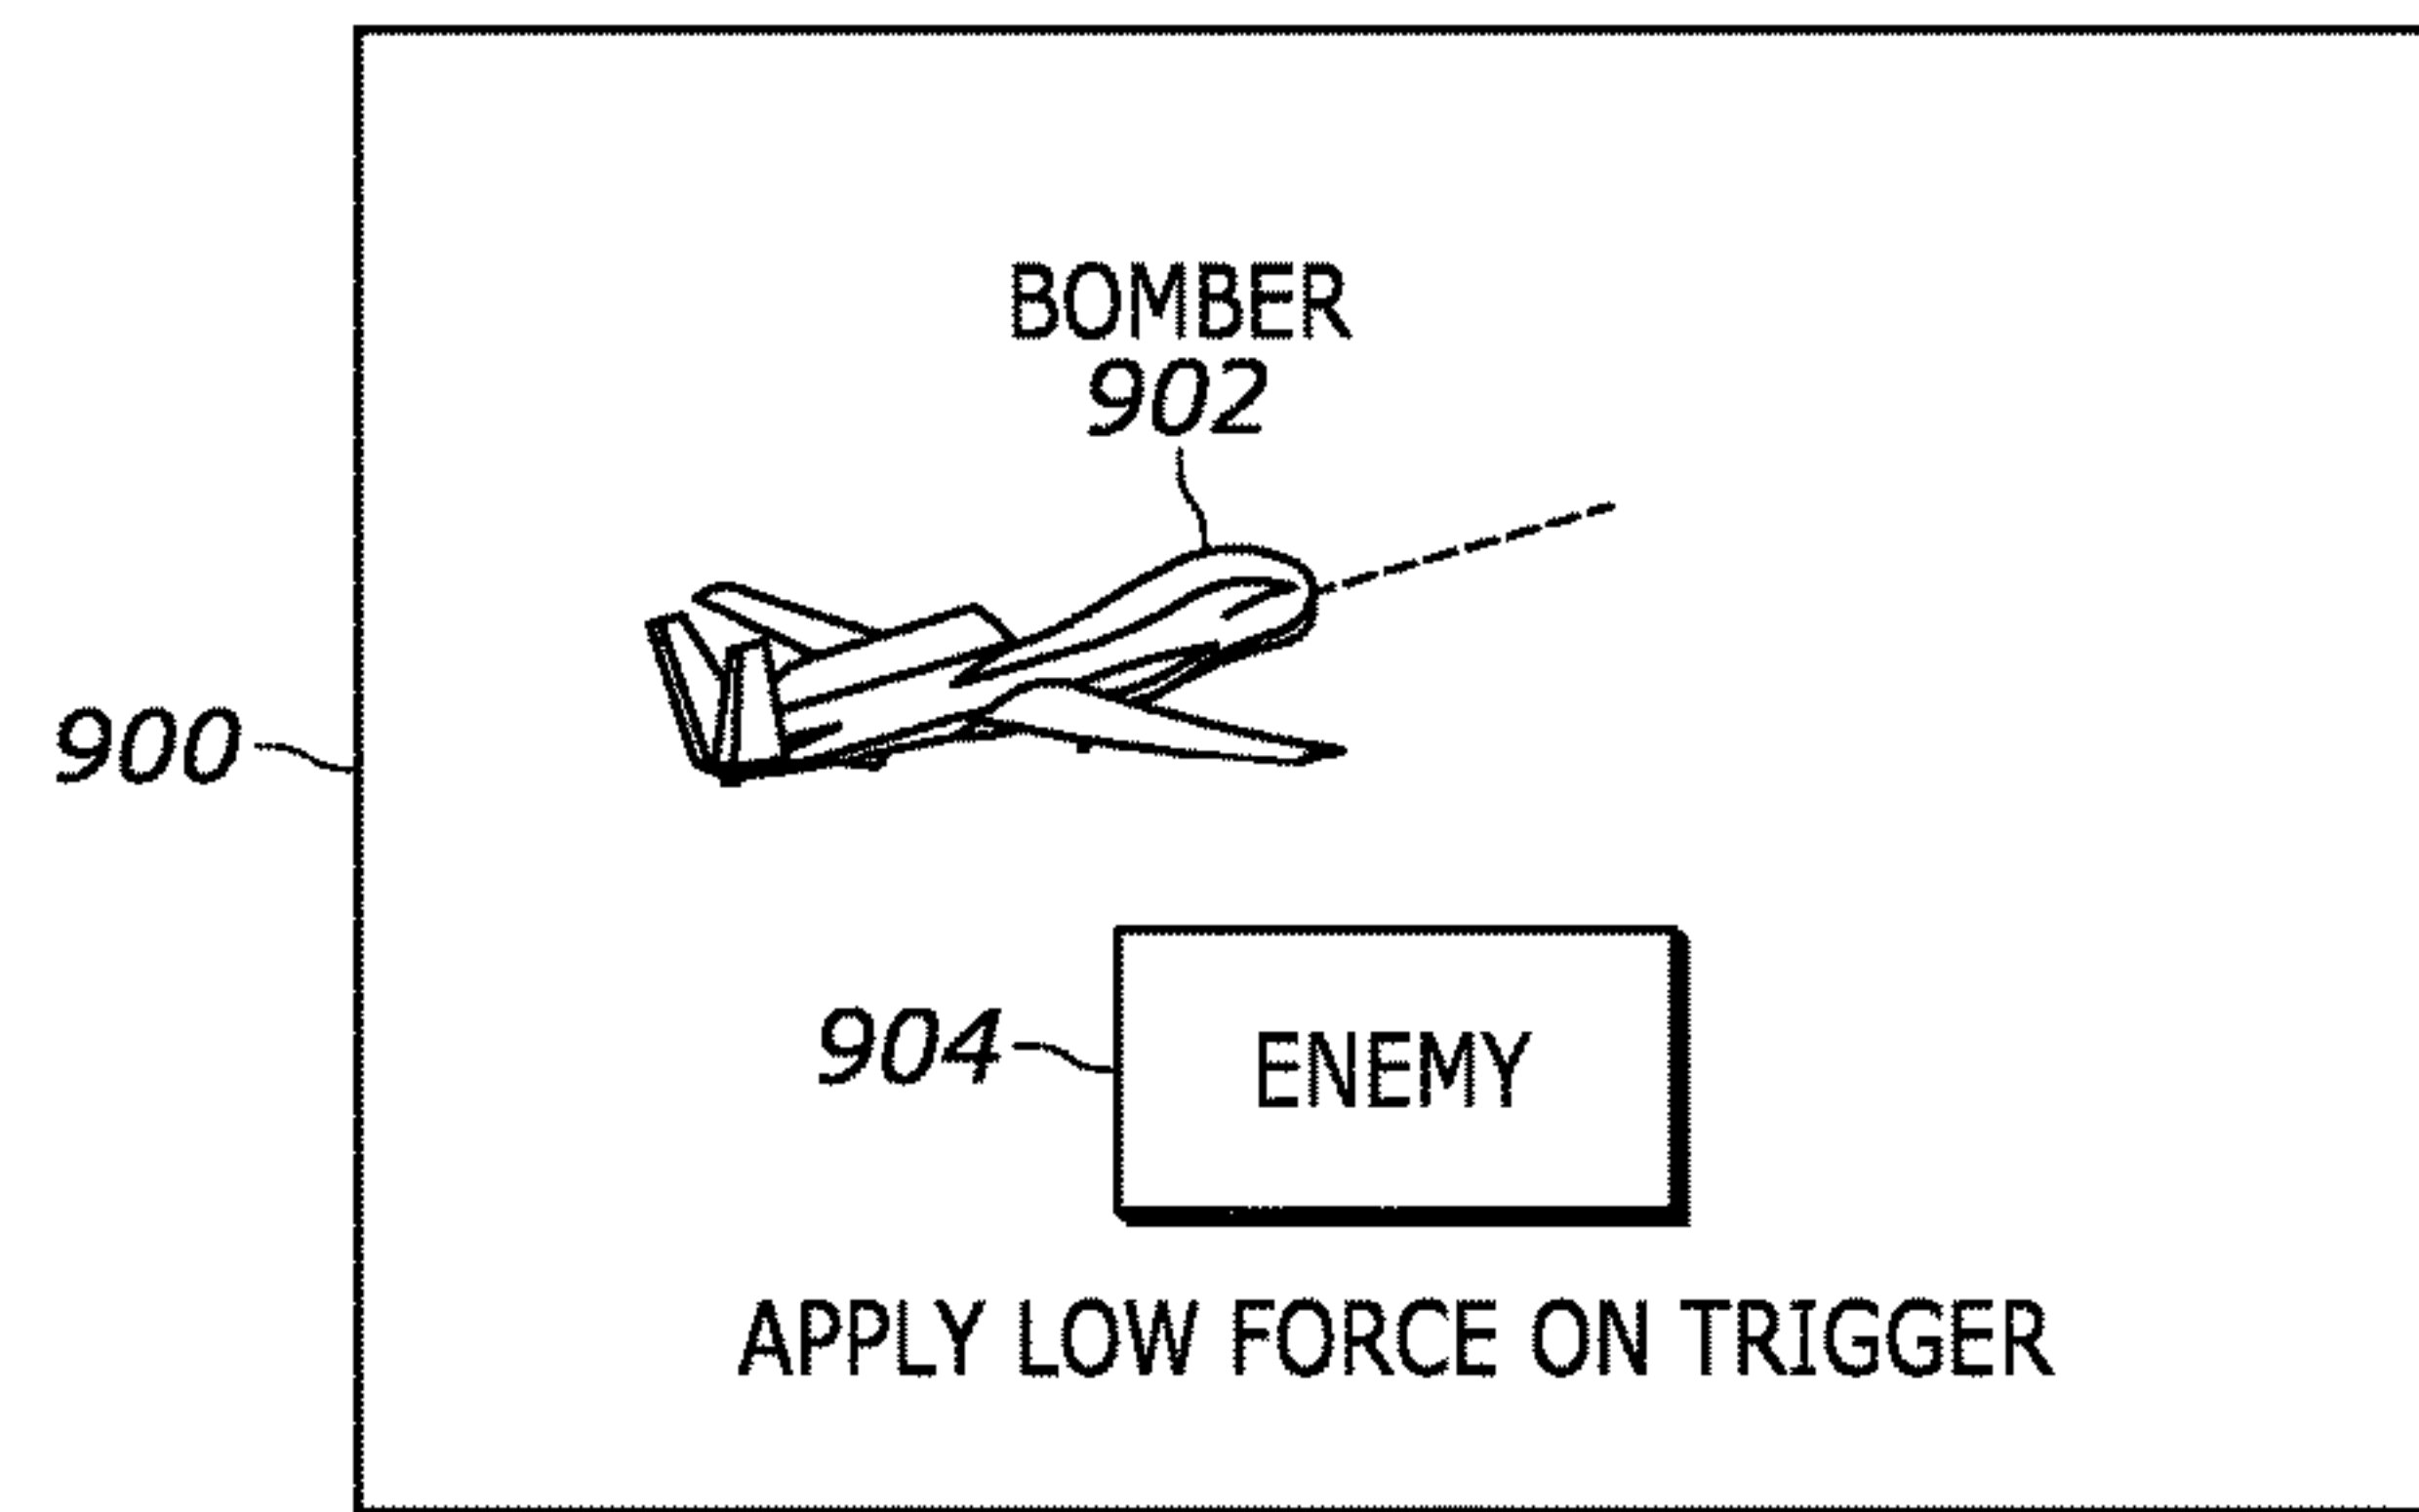 BOMBER
902
900
904
ENEMY
APPLY LOW FORCE ON TRIGGER